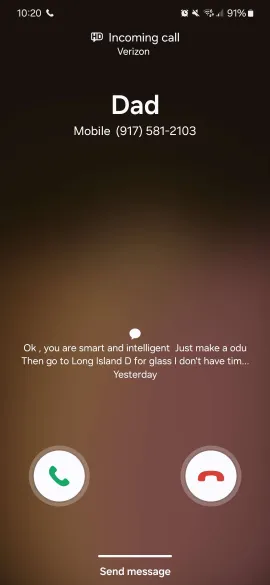 10:20
91%
HD Incoming call
Verizon
Dad
Mobile (917) 581-2103
Ok , you are smart and intelligent Just make a odu
Then go to Long Island D for glass I don't have tim...
Yesterday
Send message